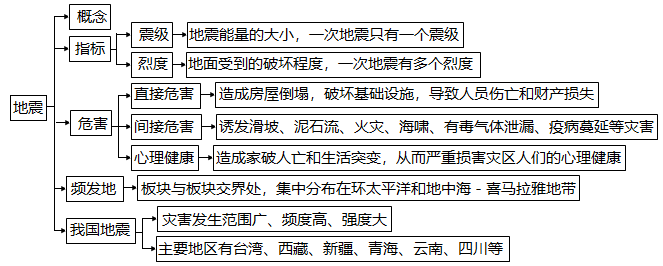 概念
指标
震级
地震能量的大小，一次地震只有一个震级
烈度
地面受到的破坏程度，一次地震有多个烈度
地震
危害
直接危害
造成房屋倒塌，破坏基础设施，导致人员伤亡和财产损失
间接危害
诱发滑坡、泥石流、火灾、海啸、有毒气体泄漏、疫病蔓延等灾害
心理健康
造成家破人亡和生活突变，从而严重损害灾区人们的心理健康
频发地
板块与板块交界处，集中分布在环太平洋和地中海－喜马拉雅地带
我国地震
灾害发生范围广、频度高、强度大
主要地区有台湾、西藏、新疆、青海、云南、四川等